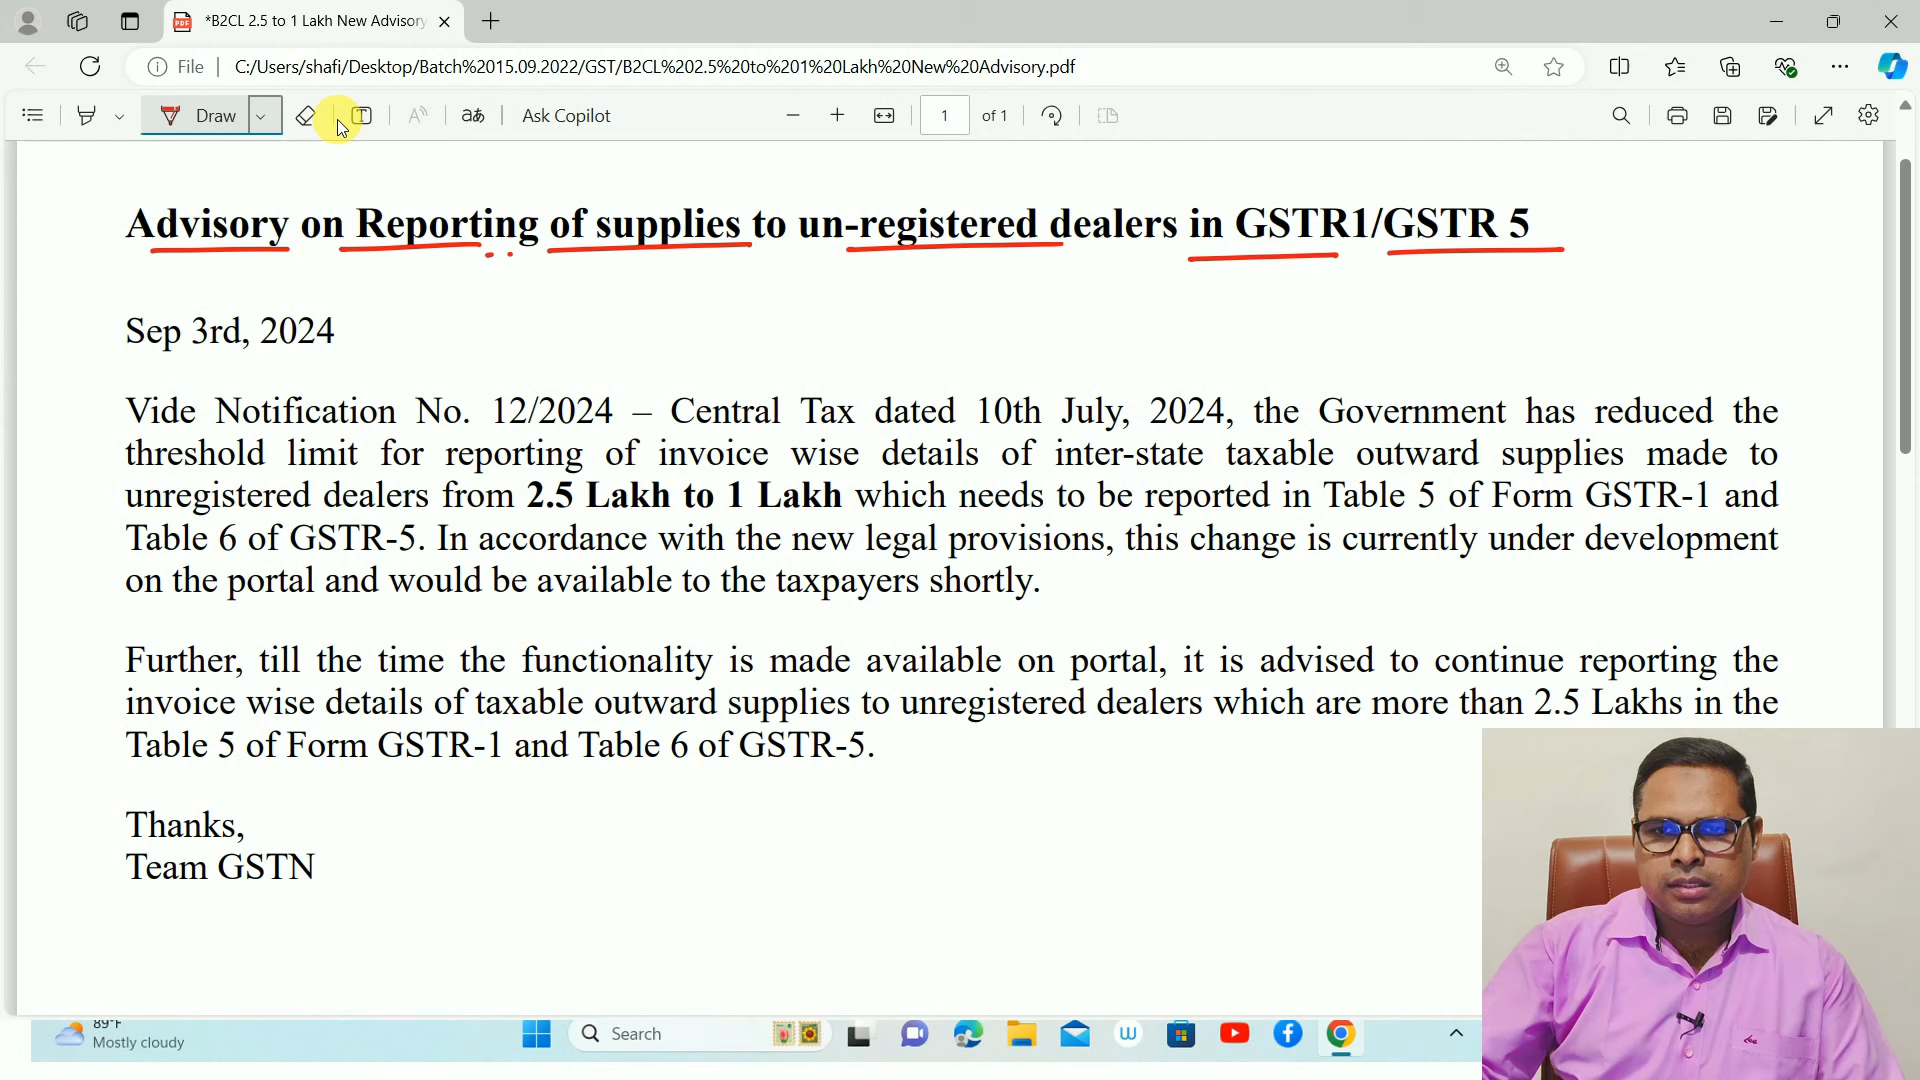 *B2CL 2.5 to 1 Lakh New Advisory
File
C:/Users/shafi/Desktop/Batch%2015.09.2022/GST/B2CL%202.5%20to%201%20Lakh%20New%20Advisory.pdf
Draw
T
aあ
Ask Copilot
1
of 1
Advisory on Reporting of supplies to un-registered dealers in GSTR1/GSTR 5
Sep 3rd, 2024
Vide Notification No. 12/2024 – Central Tax dated 10th July, 2024, the Government has reduced the
threshold limit for reporting of invoice wise details of inter-state taxable outward supplies made to
unregistered dealers from 2.5 Lakh to 1 Lakh which needs to be reported in Table 5 of Form GSTR-1 and
Table 6 of GSTR-5. In accordance with the new legal provisions, this change is currently under development
on the portal and would be available to the taxpayers shortly.
Further, till the time the functionality is made available on portal, it is advised to continue reporting the
invoice wise details of taxable outward supplies to unregistered dealers which are more than 2.5 Lakhs in the
Table 5 of Form GSTR-1 and Table 6 of GSTR-5.
Thanks,
Team GSTN
89°F
Mostly cloudy
Search